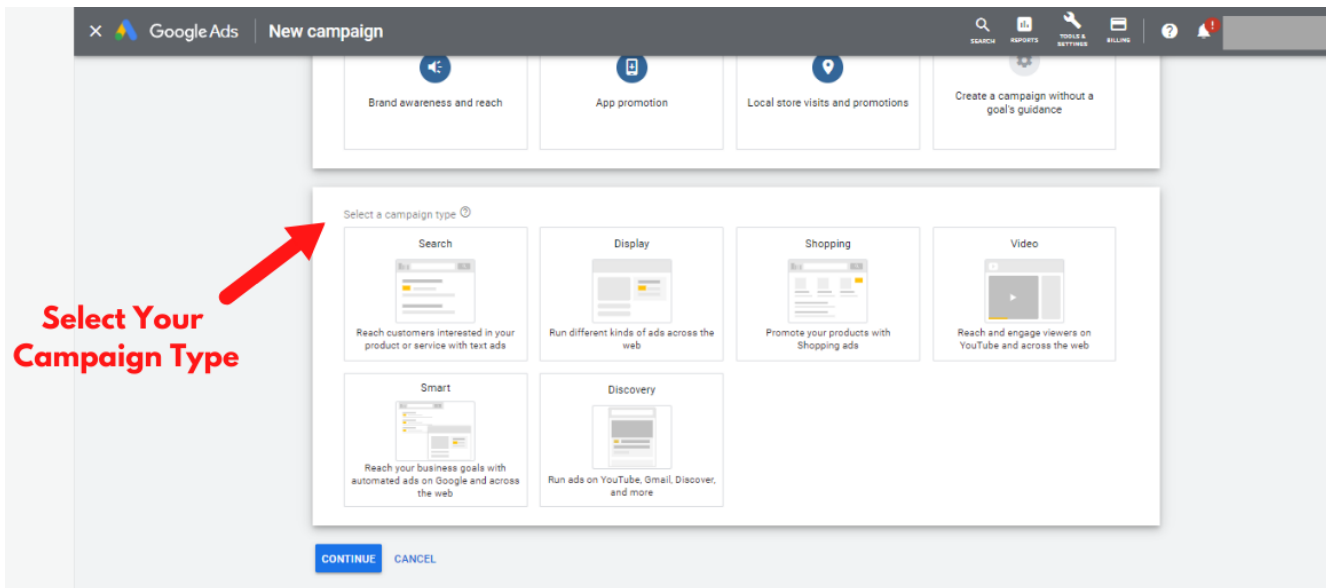 Google Ads
New campaign
SEARCH
REPORTS
TOOLS &
SETTINGS
BILLING
Brand awareness and reach
App promotion
Local store visits and promotions
Create a campaign without a
goal's guidance
Select a campaign type
Search
Display
Shopping
Video
Reach customers interested in your
product or service with text ads
Run different kinds of ads across the
web
Promote your products with
Shopping ads
Reach and engage viewers on
YouTube and across the web
Select Your
Campaign Type
Smart
Discovery
Reach your business goals with
automated ads on Google and across
the web
Run ads on YouTube, Gmail, Discover,
and more
CONTINUE
CANCEL